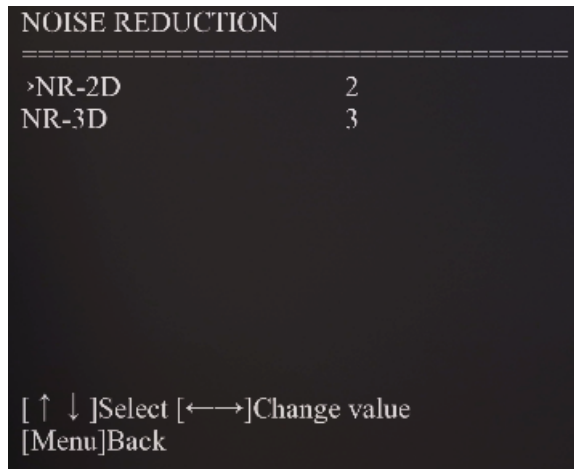 NOISE REDUCTION
===================================
›NR-2D 2
NR-3D 3
[ ↑ ↓ ]Select [←→]Change value
[Menu]Back